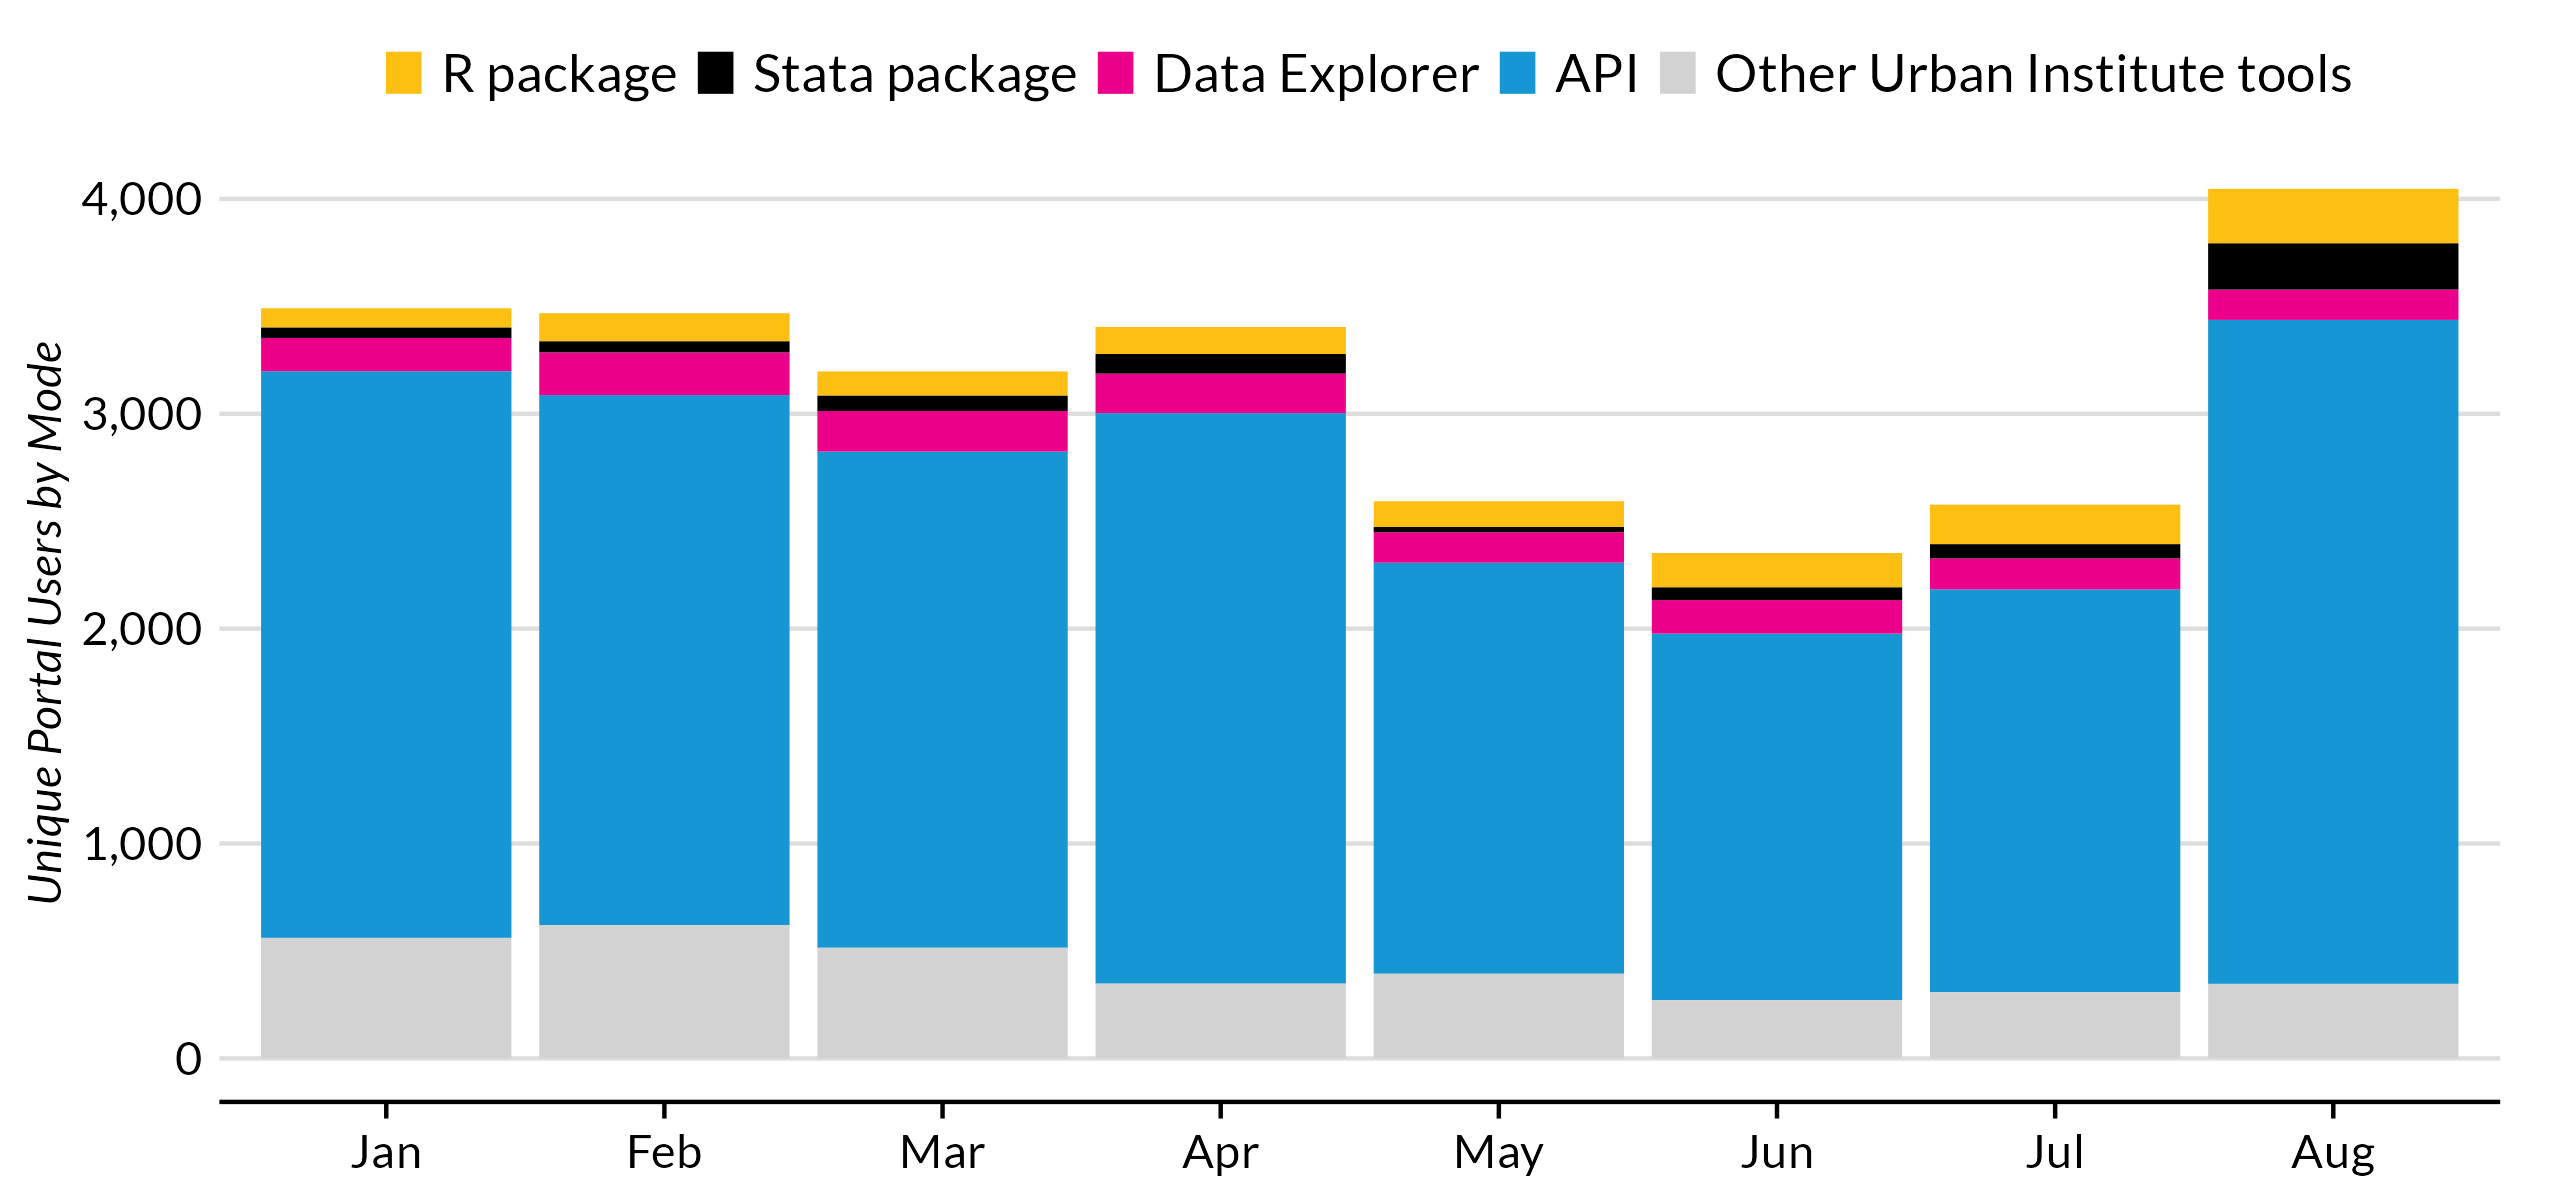 R package Stata package Data Explorer API Other Urban Institute tools
Unique Portal Users by Mode
4,000
3,000
2,000
1,000
0
Jan Feb Mar Apr May Jun Jul Aug